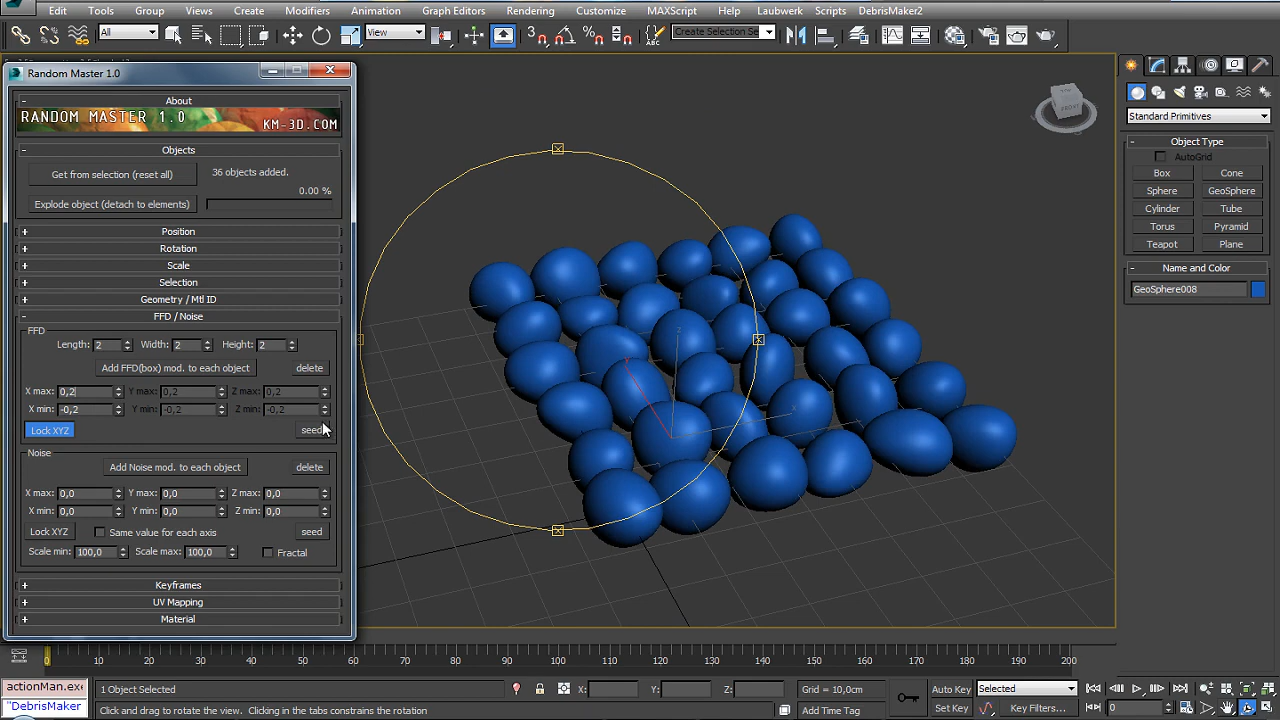 Edit Tools Group Views Create Modifiers Animation Graph Editors Rendering Customize MAXScript Help Laubwerk Scripts DebrisMaker2
All View Create Selection Se
Random Master 1.0
About
RANDOM MASTER 1.0 KM-3D.COM
Objects
Get from selection (reset all) 36 objects added.
0.00 %
Explode object (detach to elements)
Position
Rotation
Scale
Selection
Geometry / Mtl ID
FFD / Noise
FFD
Length: 2 Width: 2 Height: 2
Add FFD(box) mod. to each object delete
X max: 0,2 Y max: 0,2 Z max: 0,2
X min: -0,2 Y min: -0,2 Z min: -0,2
Lock XYZ seed
Noise
Add Noise mod. to each object delete
X max: 0,0 Y max: 0,0 Z max: 0,0
X min: 0,0 Y min: 0,0 Z min: 0,0
Lock XYZ Same value for each axis seed
Scale min: 100,0 Scale max: 100,0 Fractal
Keyframes
UV Mapping
Material
FRONT
z
x
Standard Primitives
Object Type
AutoGrid
Box Cone
Sphere GeoSphere
Cylinder Tube
Torus Pyramid
Teapot Plane
Name and Color
GeoSphere008
0 10 20 30 40 50 60 70 80 90 100 110 120 130 140 150 160 170 180 190 200
actionMan.exe
"DebrisMaker
1 Object Selected X: Y: Z: Grid = 10,0cm Auto Key Selected
Click and drag to rotate the view. Clicking in the tabs constrains the rotation Add Time Tag Set Key Key Filters... 0